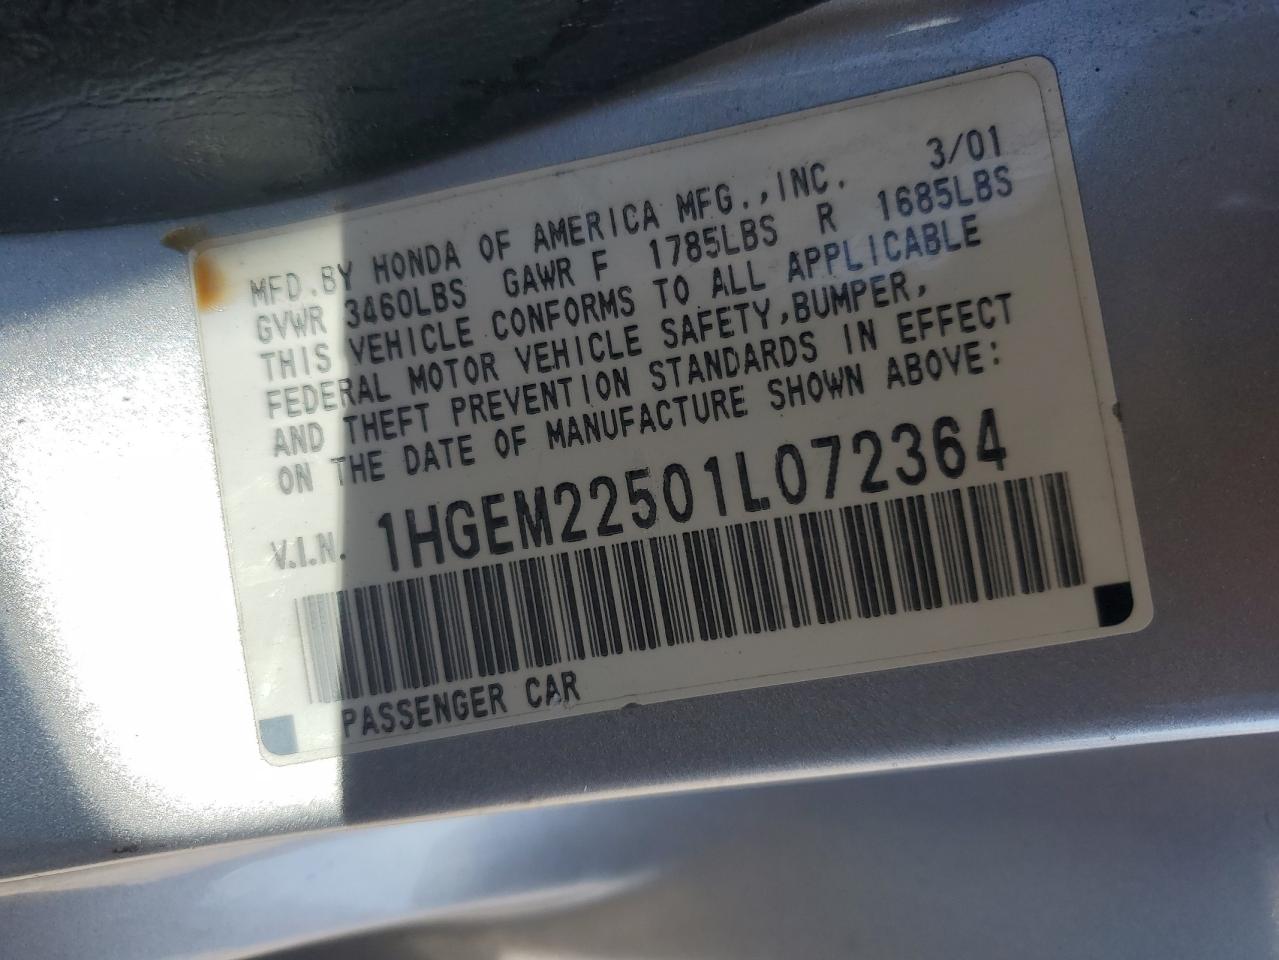 MFD. BY HONDA OF AMERICA MFG., INC. 3/01
GVWR 3460LBS GAWR F 1785LBS R 1685LBS
THIS VEHICLE CONFORMS TO ALL APPLICABLE
FEDERAL MOTOR VEHICLE SAFETY, BUMPER,
AND THEFT PREVENTION STANDARDS IN EFFECT
ON THE DATE OF MANUFACTURE SHOWN ABOVE:
V.I.N. 1HGEM22501L072364
PASSENGER CAR